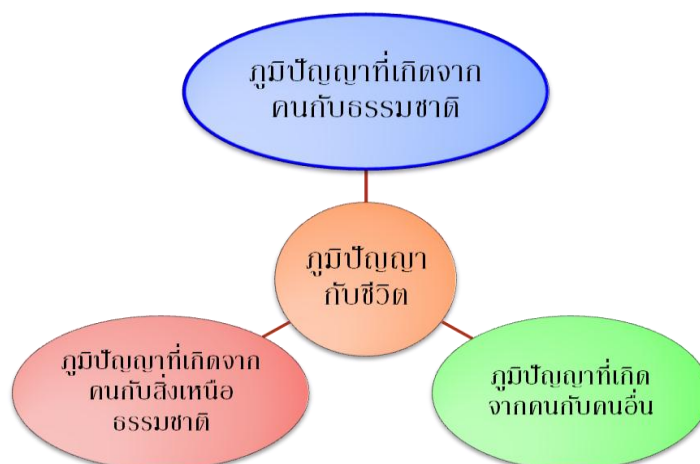 ภูมิปัญญาที่เกิดจาก
คนกับธรรมชาติ
ภูมิปัญญา
กับชีวิต
ภูมิปัญญาที่เกิดจาก
คนกับสิ่งเหนือ
ธรรมชาติ
ภูมิปัญญาที่เกิด
จากคนกับคนอื่น